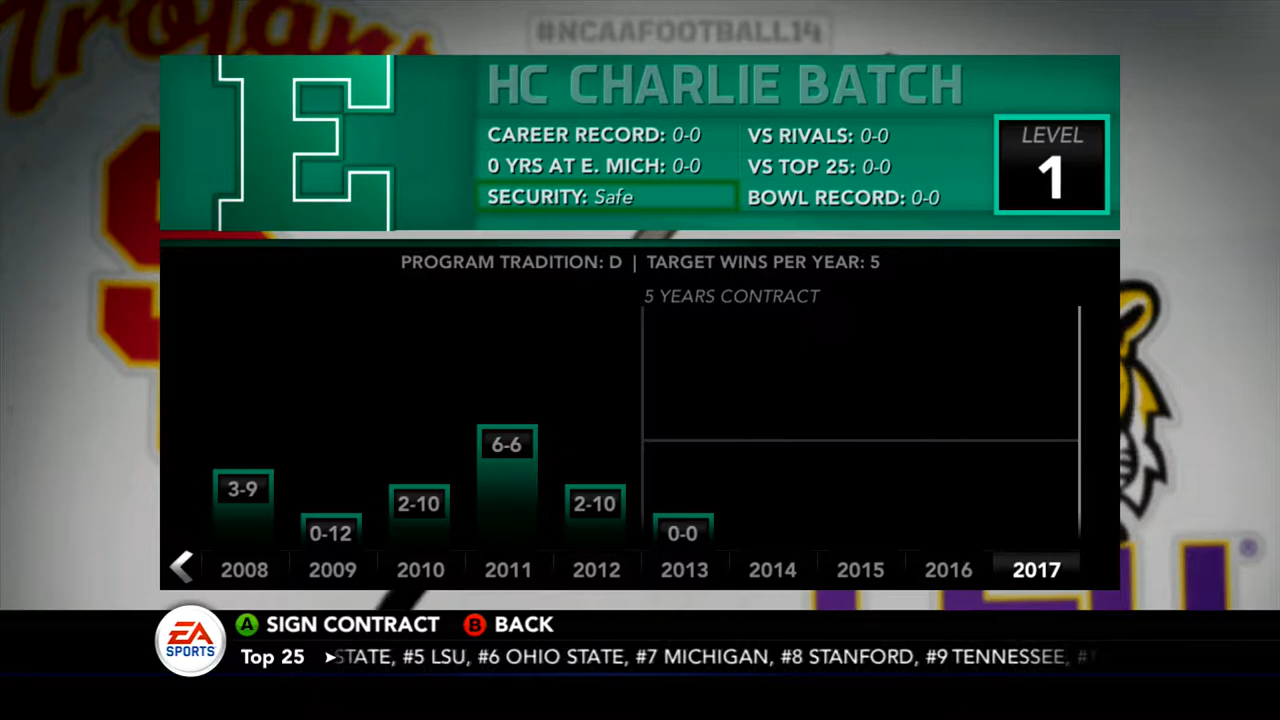 Trojans
#NCAAFOOTBALL14
E
HC CHARLIE BATCH
CAREER RECORD: 0-0
VS RIVALS: 0-0
0 YRS AT E. MICH: 0-0
VS TOP 25: 0-0
SECURITY: Safe
BOWL RECORD: 0-0
LEVEL
1
PROGRAM TRADITION: D | TARGET WINS PER YEAR: 5
5 YEARS CONTRACT
3-9
0-12
2-10
6-6
2-10
0-0
2008 2009 2010 2011 2012 2013 2014 2015 2016 2017
A SIGN CONTRACT B BACK
EA SPORTS
Top 25 STATE, #5 LSU, #6 OHIO STATE, #7 MICHIGAN, #8 STANFORD, #9 TENNESSEE,